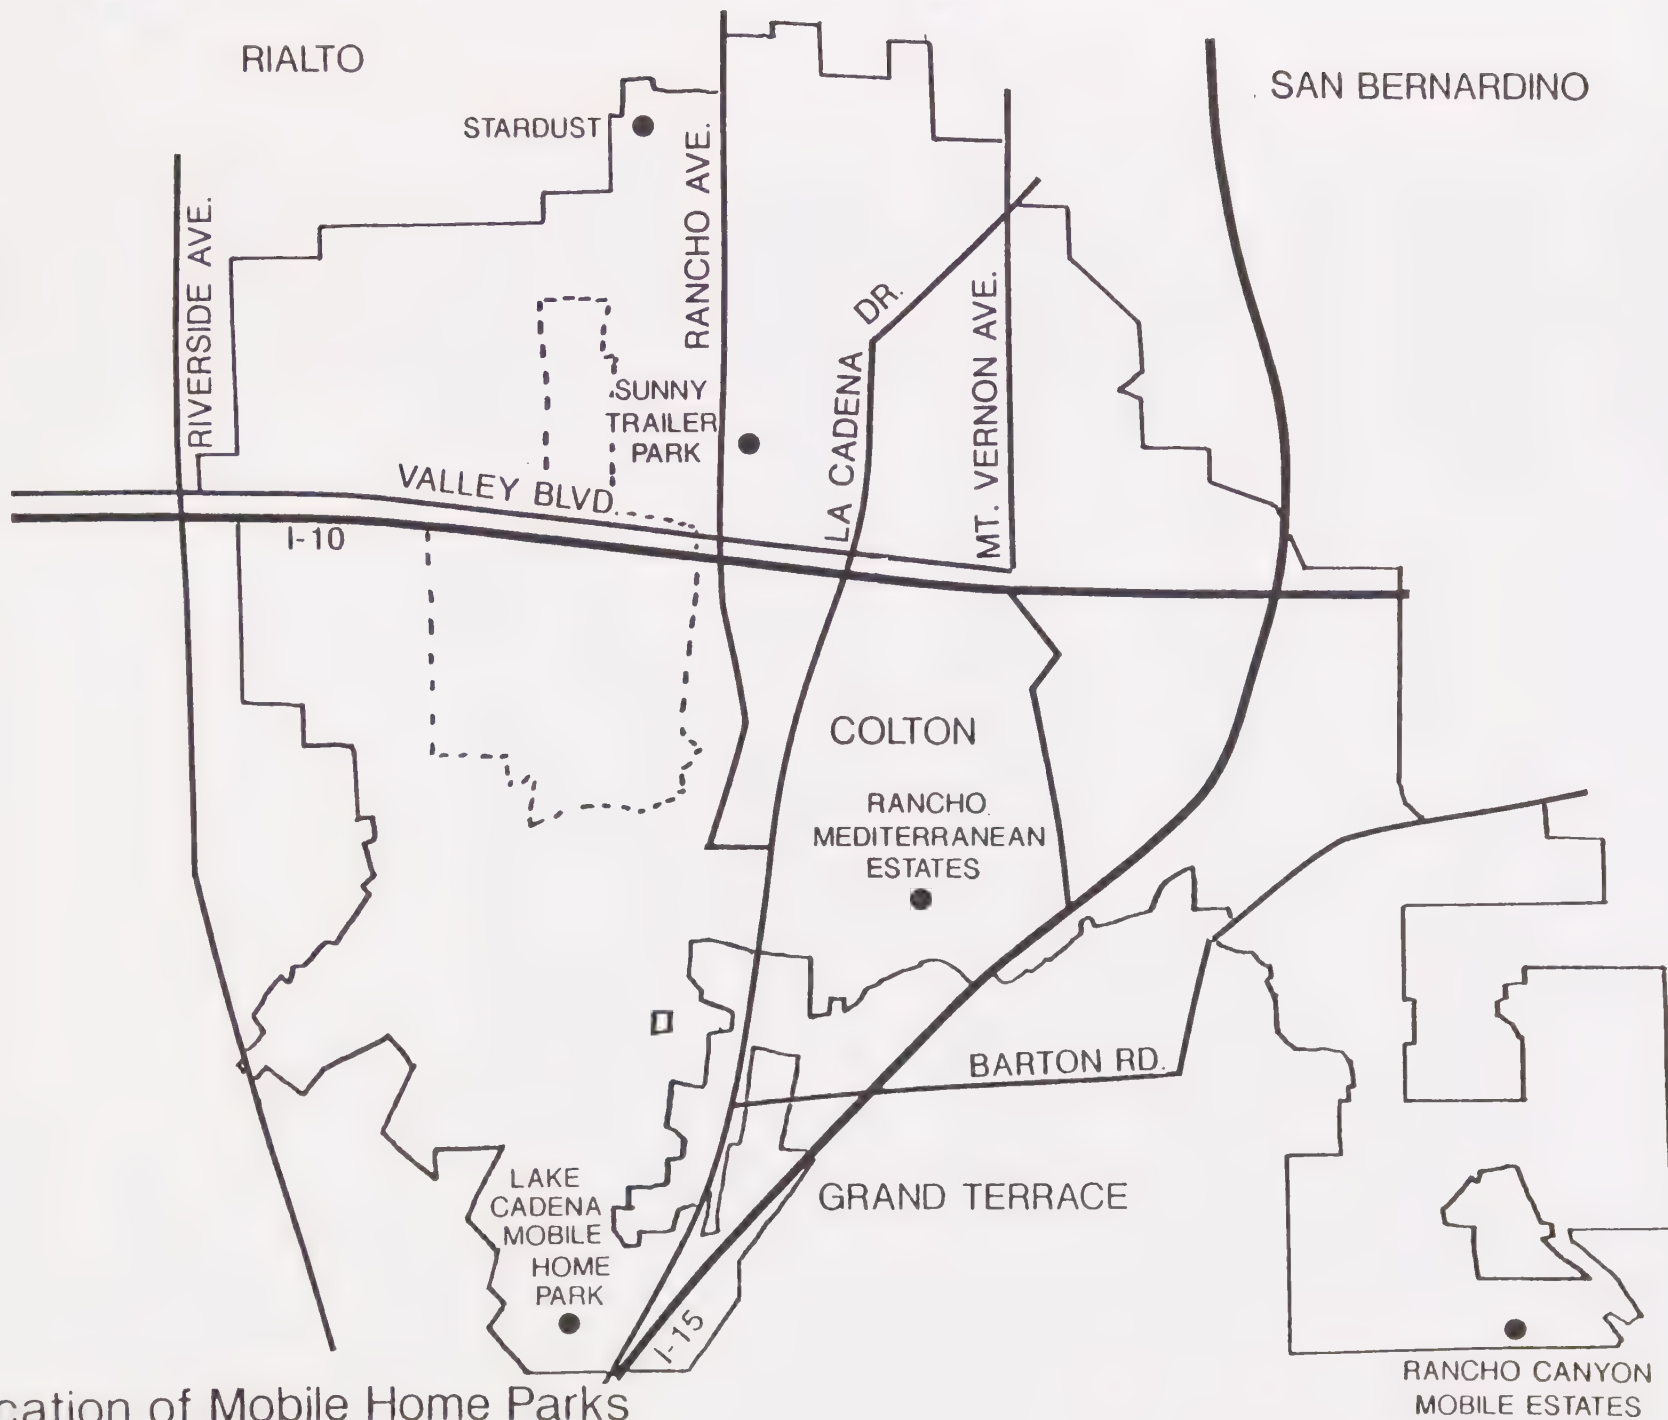 RIALTO
SAN BERNARDINO
STARDUST
RANCHO AVE.
RIVERSIDE AVE.
DR.
LA CADENA
MT. VERNON AVE.
SUNNY
TRAILER
PARK
VALLEY BLVD.
I-10
COLTON
RANCHO
MEDITERRANEAN
ESTATES
BARTON RD.
GRAND TERRACE
LAKE
CADENA
MOBILE
HOME
PARK
I-15
RANCHO CANYON
MOBILE ESTATES
cation of Mobile Home Parks